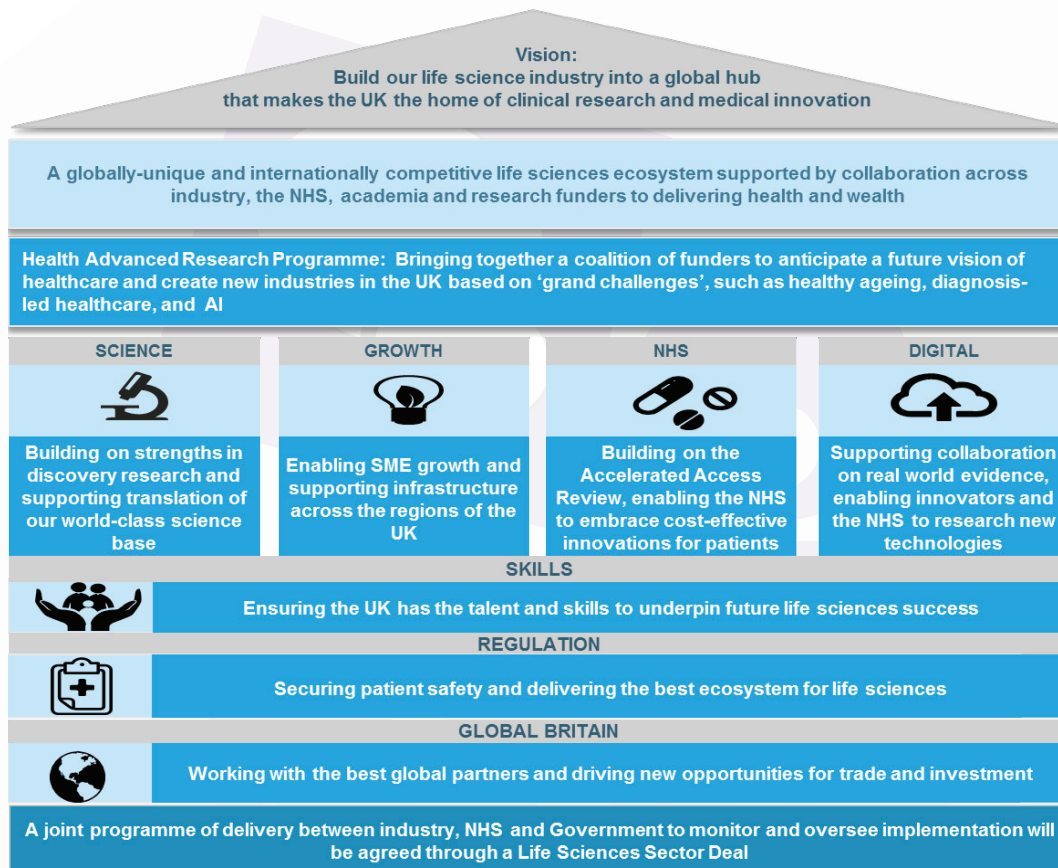 Vision:
Build our life science industry into a global hub
that makes the UK the home of clinical research and medical innovation
A globally-unique and internationally competitive life sciences ecosystem supported by collaboration across
industry, the NHS, academia and research funders to delivering health and wealth
Health Advanced Research Programme: Bringing together a coalition of funders to anticipate a future vision of
healthcare and create new industries in the UK based on ‘grand challenges’, such as healthy ageing, diagnosis-
led healthcare, and AI
SCIENCE
Building on strengths in
discovery research and
supporting translation of
our world-class science
base
GROWTH
Enabling SME growth and
supporting infrastructure
across the regions of the
UK
NHS
Building on the
Accelerated Access
Review, enabling the NHS
to embrace cost-effective
innovations for patients
DIGITAL
Supporting collaboration
on real world evidence,
enabling innovators and
the NHS to research new
technologies
SKILLS
Ensuring the UK has the talent and skills to underpin future life sciences success
REGULATION
Securing patient safety and delivering the best ecosystem for life sciences
GLOBAL BRITAIN
Working with the best global partners and driving new opportunities for trade and investment
A joint programme of delivery between industry, NHS and Government to monitor and oversee implementation will
be agreed through a Life Sciences Sector Deal